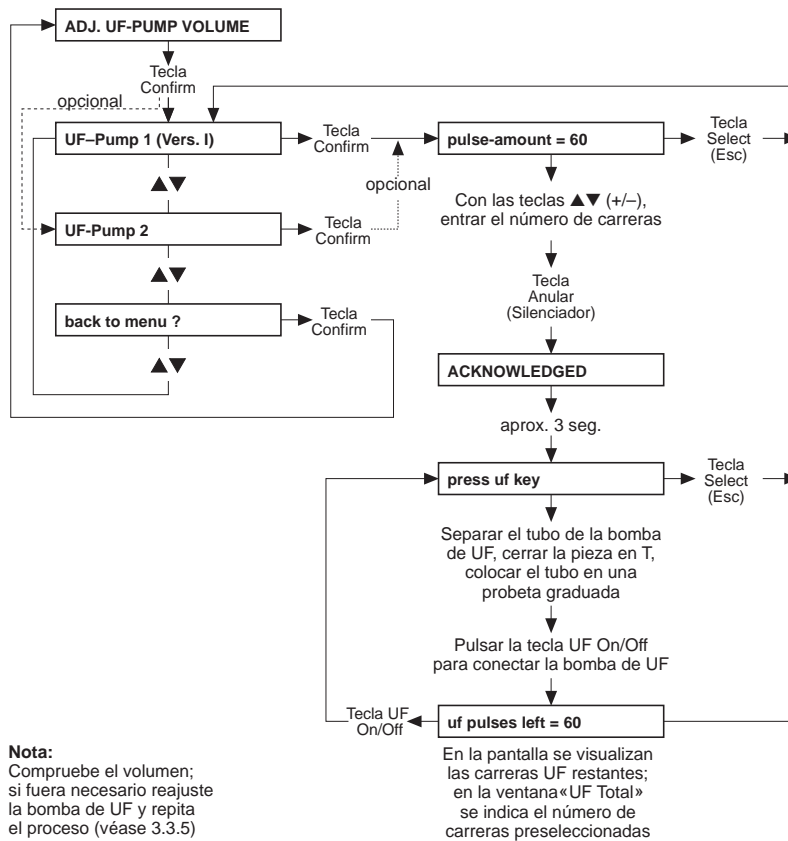 ADJ. UF-PUMP VOLUME
Tecla
Confirm
opcional
UF–Pump 1 (Vers. I)
Tecla
Confirm
pulse-amount = 60
Tecla
Select
(Esc)
▲▼
opcional
Con las teclas ▲▼ (+/–),
entrar el número de carreras
UF-Pump 2
Tecla
Confirm
▲▼
Tecla
Anular
(Silenciador)
back to menu ?
Tecla
Confirm
▲▼
ACKNOWLEDGED
aprox. 3 seg.
press uf key
Tecla
Select
(Esc)
Separar el tubo de la bomba
de UF, cerrar la pieza en T,
colocar el tubo en una
probeta graduada
Pulsar la tecla UF On/Off
para conectar la bomba de UF
Tecla UF
On/Off
uf pulses left = 60
En la pantalla se visualizan
las carreras UF restantes;
en la ventana«UF Total»
se indica el número de
carreras preseleccionadas
Nota:
Compruebe el volumen;
si fuera necesario reajuste
la bomba de UF y repita
el proceso (véase 3.3.5)